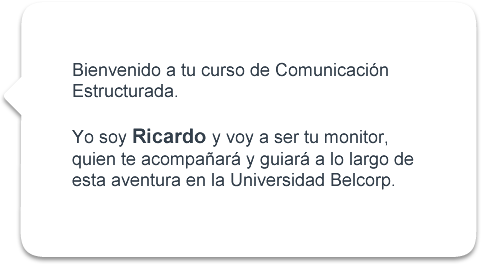 Bienvenido a tu curso de Comunicación
Estructurada.
Yo soy Ricardo y voy a ser tu monitor,
quien te acompañará y guiará a lo largo de
esta aventura en la Universidad Belcorp.